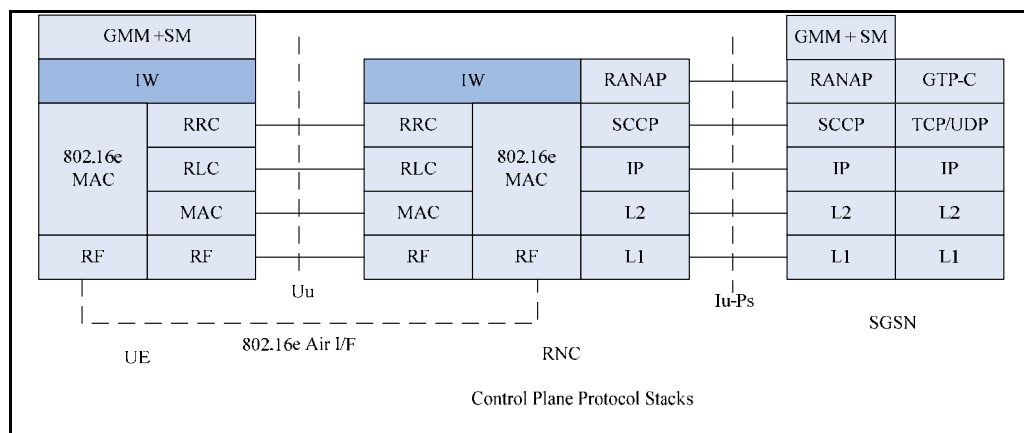 GMM +SM
GMM + SM
IW
IW
RANAP
RANAP
GTP-C
802.16e
MAC
RRC
RRC
802.16e
MAC
SCCP
SCCP
TCP/UDP
RLC
RLC
IP
IP
IP
MAC
MAC
L2
L2
L2
RF
RF
RF
RF
L1
L1
L1
Uu
Iu-Ps
802.16e Air I/F
SGSN
UE
RNC
Control Plane Protocol Stacks